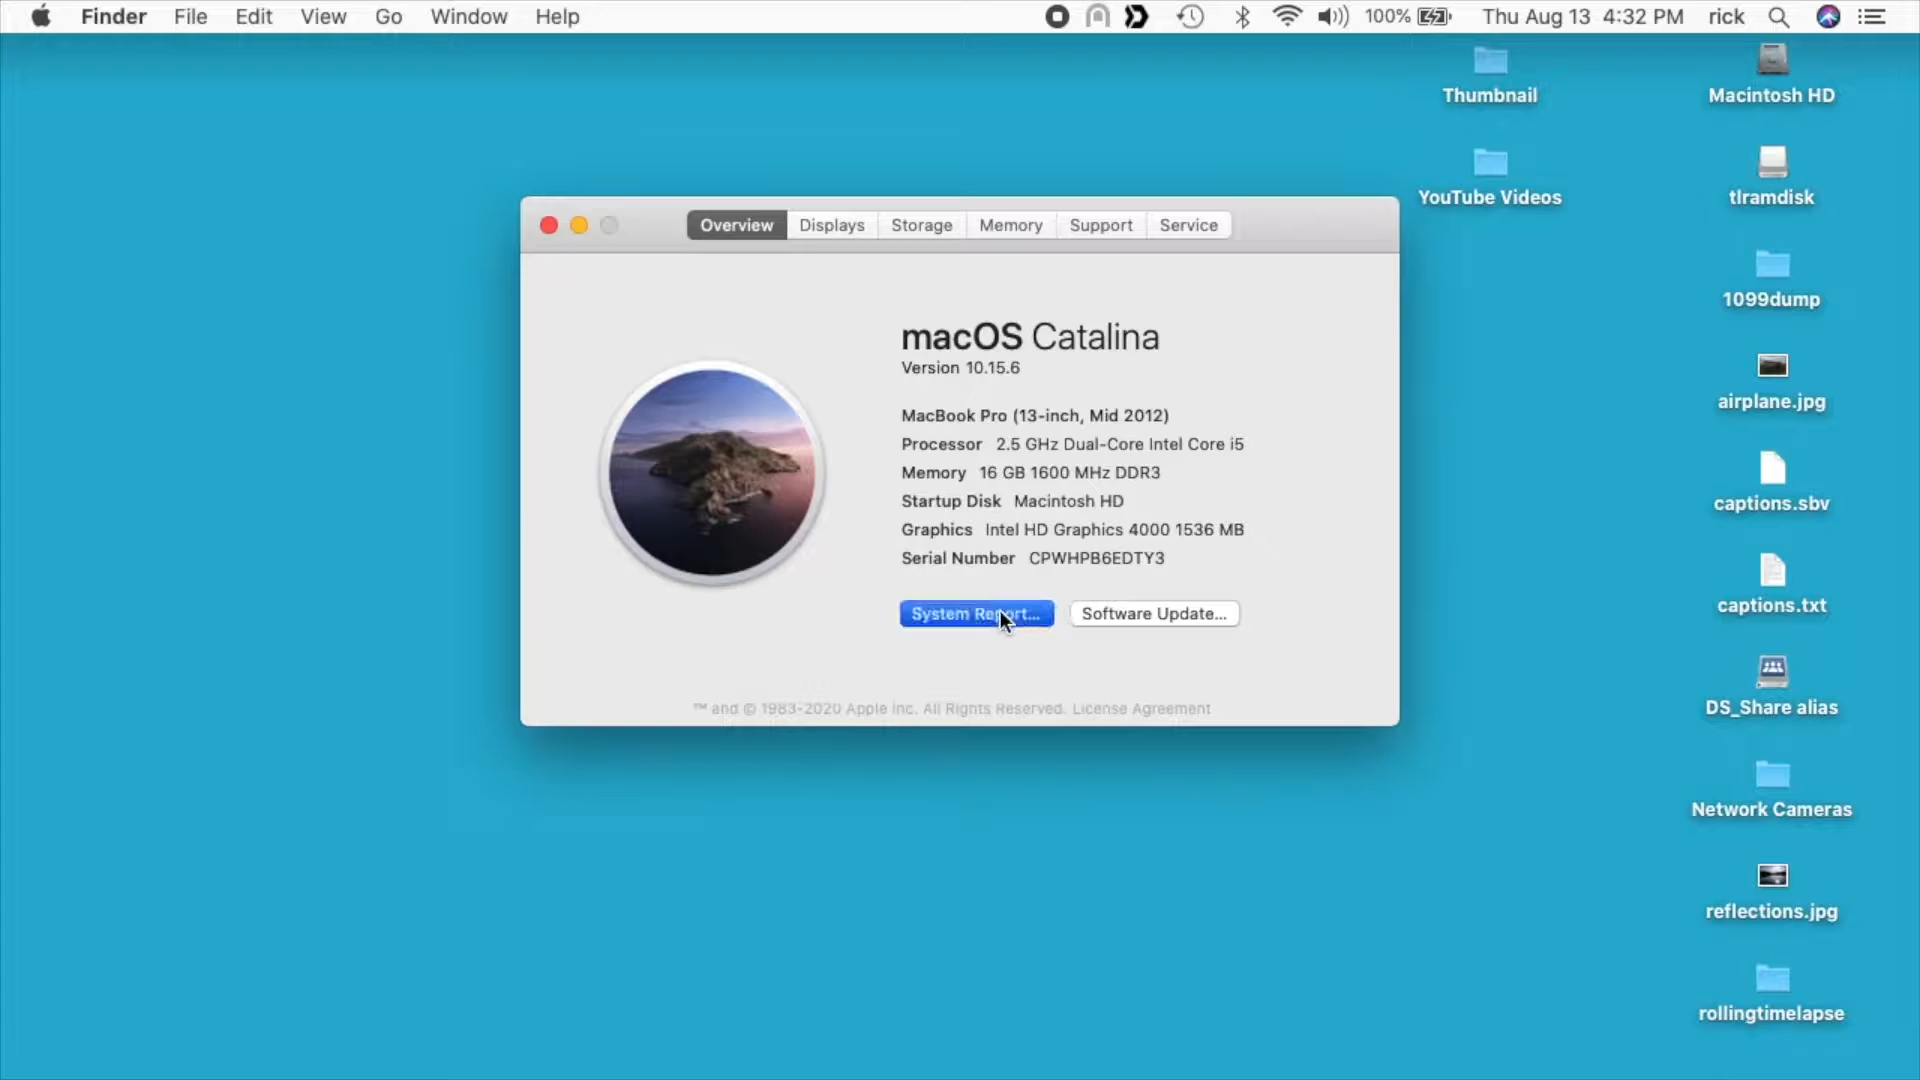 Finder File Edit View Go Window Help 100% Thu Aug 13 4:32 PM rick
Thumbnail
Macintosh HD
YouTube Videos
tlramdisk
Overview Displays Storage Memory Support Service
1099dump
macOS Catalina
Version 10.15.6
airplane.jpg
MacBook Pro (13-inch, Mid 2012)
Processor 2.5 GHz Dual-Core Intel Core i5
Memory 16 GB 1600 MHz DDR3
Startup Disk Macintosh HD
captions.sbv
Graphics Intel HD Graphics 4000 1536 MB
Serial Number CPWHPB6EDTY3
System Report...
Software Update...
captions.txt
™ and © 1983-2020 Apple Inc. All Rights Reserved. License Agreement
DS_Share alias
Network Cameras
reflections.jpg
rollingtimelapse